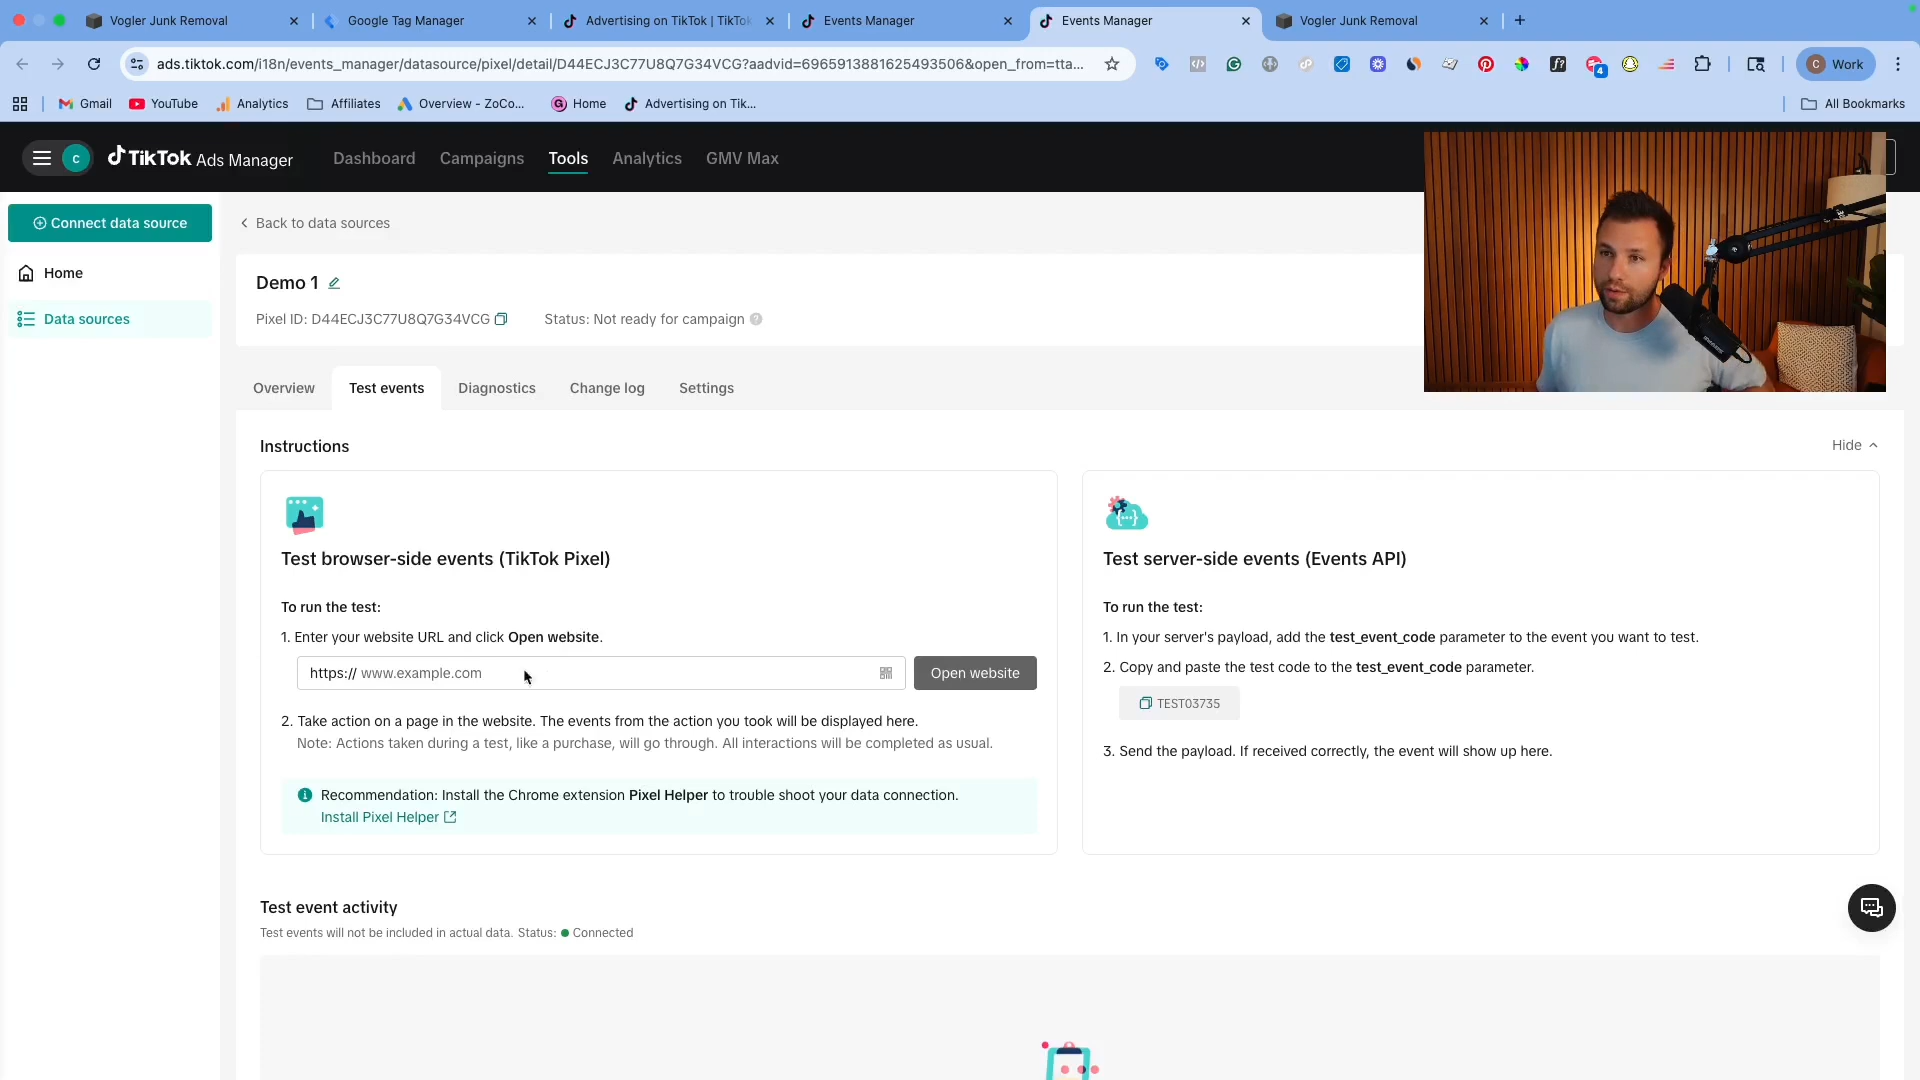 Vogler Junk Removal
Google Tag Manager
Advertising on TikTok | TikTok
Events Manager
Events Manager
Vogler Junk Removal
ads.tiktok.com/i18n/events_manager/datasource/pixel/detail/D44ECJ3C77U8Q7G34VCG?aadvid=6965913881625493506&open_from=tta...
4
C Work
Gmail
YouTube
Analytics
Affiliates
Overview - ZoCo...
Home
Advertising on Tik...
All Bookmarks
C
TikTok Ads Manager
Dashboard
Campaigns
Tools
Analytics
GMV Max
Connect data source
Home
Data sources
Back to data sources
Demo 1
Pixel ID: D44ECJ3C77U8Q7G34VCG
Status: Not ready for campaign
Overview
Test events
Diagnostics
Change log
Settings
Instructions
Hide
Test browser-side events (TikTok Pixel)
To run the test:
1. Enter your website URL and click Open website.
https:// www.example.com
Open website
2. Take action on a page in the website. The events from the action you took will be displayed here.
Note: Actions taken during a test, like a purchase, will go through. All interactions will be completed as usual.
Recommendation: Install the Chrome extension Pixel Helper to trouble shoot your data connection.
Install Pixel Helper
Test server-side events (Events API)
To run the test:
1. In your server's payload, add the test_event_code parameter to the event you want to test.
2. Copy and paste the test code to the test_event_code parameter.
TEST03735
3. Send the payload. If received correctly, the event will show up here.
Test event activity
Test events will not be included in actual data. Status: Connected